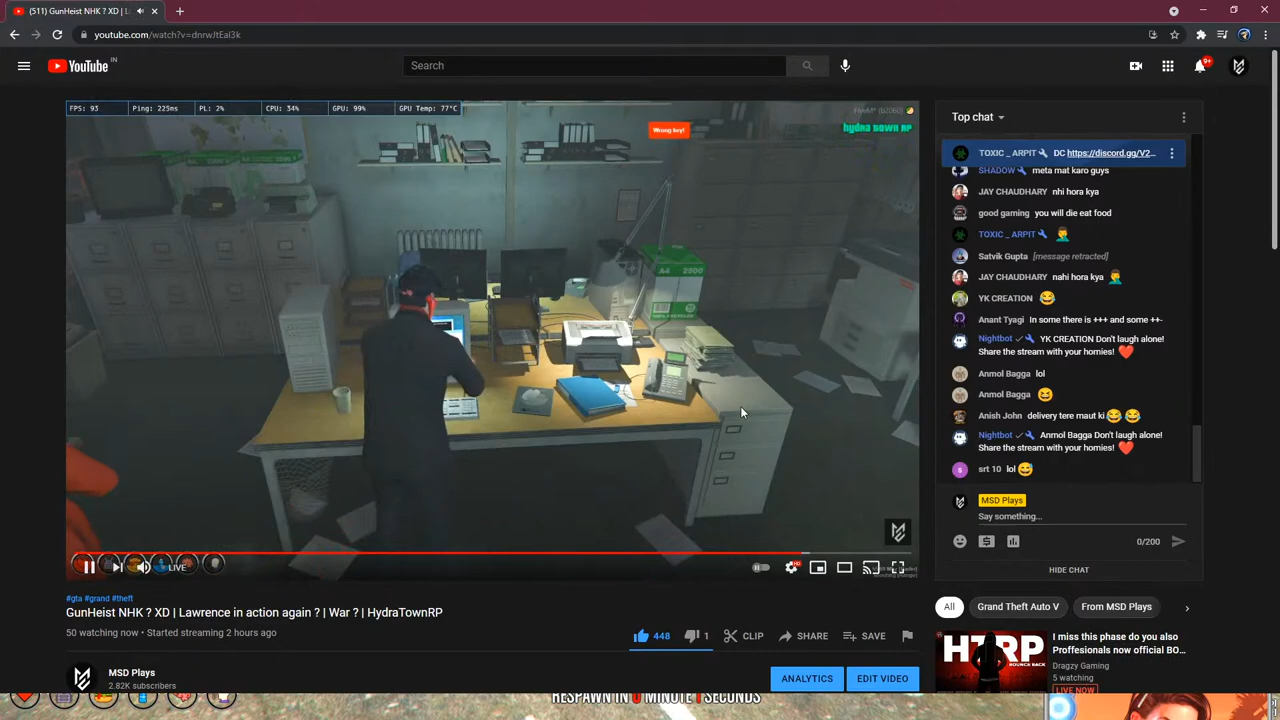 (511) GunHeist NHK ? XD | L
youtube.com/watch?v=dnrwJtEaI3k
YouTube IN
Search
9+
FPS: 93 Ping: 225ms PL: 2% CPU: 34% GPU: 99% GPU Temp: 77°C
Wrong key!
HYDRA TOWN RP
A4 2500
LIVE
HD
#gta #grand #theft
GunHeist NHK ? XD | Lawrence in action again ? | War ? | HydraTownRP
50 watching now • Started streaming 2 hours ago
448
1
CLIP
SHARE
SAVE
MSD Plays
2.82K subscribers
ANALYTICS
EDIT VIDEO
Top chat
TOXIC _ ARPIT DC https://discord.gg/V2...
SHADOW meta mat karo guys
JAY CHAUDHARY nhi hora kya
good gaming you will die eat food
TOXIC _ ARPIT 🤦‍♂️
Satvik Gupta [message retracted]
JAY CHAUDHARY nahi hora kya 🤦‍♂️
YK CREATION 😂
Anant Tyagi In some there is +++ and some ++-
Nightbot YK CREATION Don't laugh alone!
Share the stream with your homies! ❤️
Anmol Bagga lol
Anmol Bagga 😆
Anish John delivery tere maut ki 😂 😂
Nightbot Anmol Bagga Don't laugh alone!
Share the stream with your homies! ❤️
srt 10 lol 😅
MSD Plays
Say something...
0/200
HIDE CHAT
All
Grand Theft Auto V
From MSD Plays
HTRP
BOUNCE BACK
I miss this phase do you also
Proffesionals now official BO...
Dragzy Gaming
5 watching
LIVE NOW
RESPAWN IN 0 MINUTE 1 SECONDS